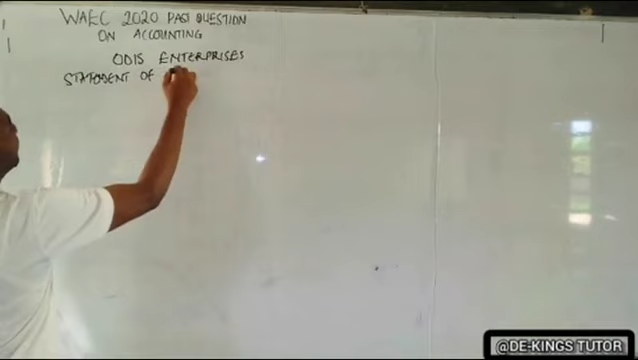 WAEC 2020 PAST QUESTION
ON ACCOUNTING
ODIS ENTERPRISES
STATEMENT OF
@DE-KINGS TUTOR